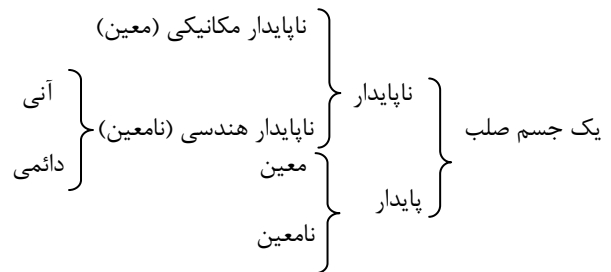 یک جسم صلب
ناپایدار
ناپایدار مکانیکی (معین)
ناپایدار هندسی (نامعین)
آنی
دائمی
پایدار
معین
نامعین